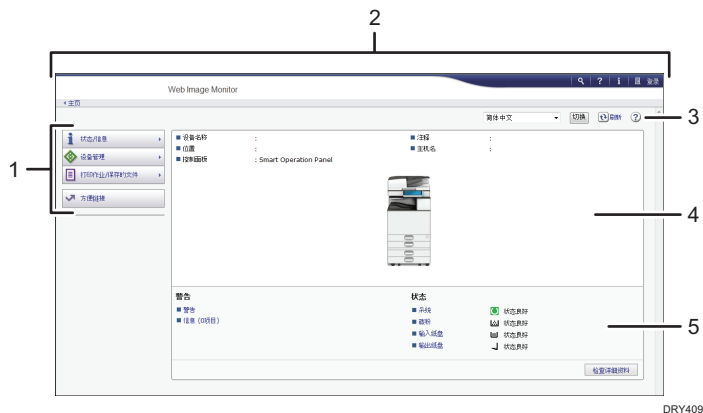 2
Web Image Monitor
? i 登录
主页
简体中文 切换 刷新 ?
3
1
状态/信息
设备管理
打印作业/保存的文件
方便链接
设备名称 :
位置 :
控制面板 : Smart Operation Panel
注释 :
主机名 :
4
警告
警告
信息 (0项目)
状态
系统 状态良好
碳粉 状态良好
输入纸盘 状态良好
输出纸盘 状态良好
5
检查详细资料
DRY409